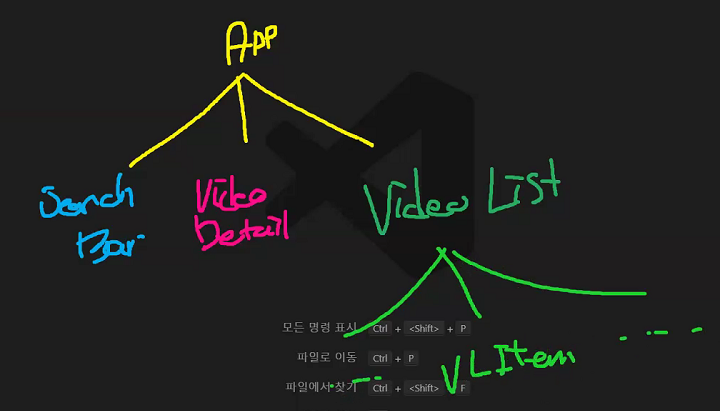 App
Search
Bar
Video
Detail
Video List
모든 명령 표시 Ctrl + <Shift> + P
파일로 이동 Ctrl + P
VLItem
파일에서 찾기 Ctrl + <Shift> F